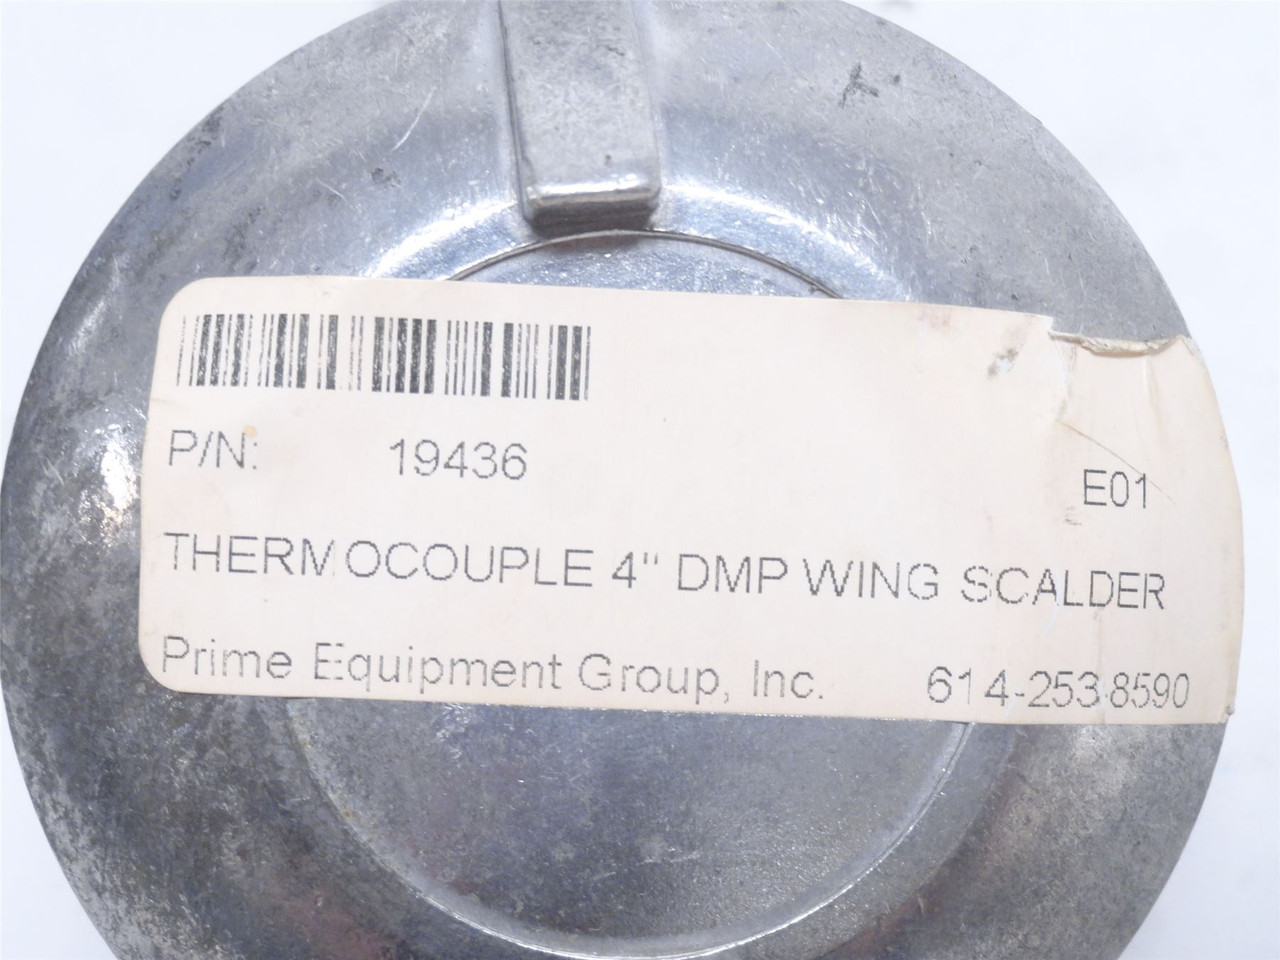 P/N: 19436
E01
THERMOCOUPLE 4" DMP WING SCALDER
Prime Equipment Group, Inc. 614-253-8590